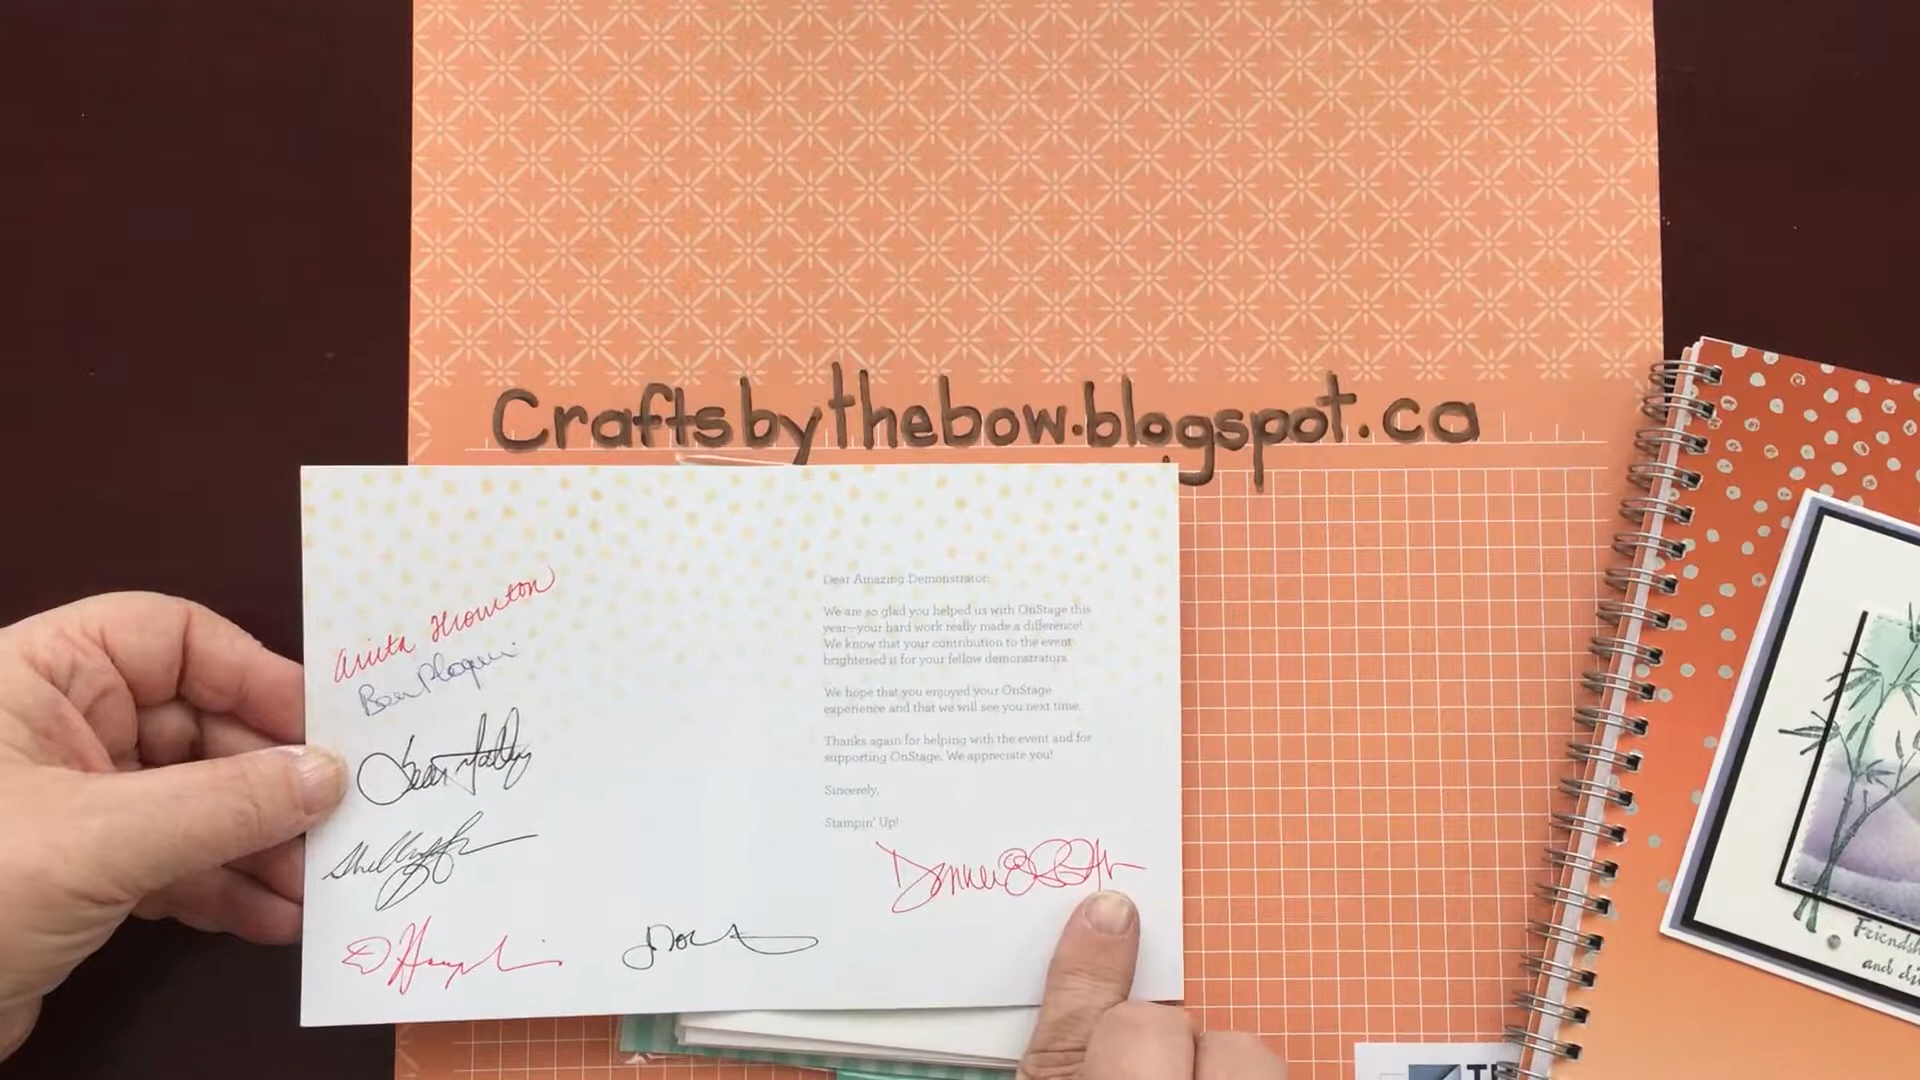 Craftsbythebow.blogspot.ca
Anita Thornton
Dear Amazing Demonstrator:
We are so glad you helped us with OnStage this
year—your hard work really made a difference!
We know that your contribution to the event
brightened it for your fellow demonstrators.
We hope that you enjoyed your OnStage
experience and that we will see you next time.
Thanks again for helping with the event and for
supporting OnStage. We appreciate you!
Sincerely,
Stampin' Up!
and